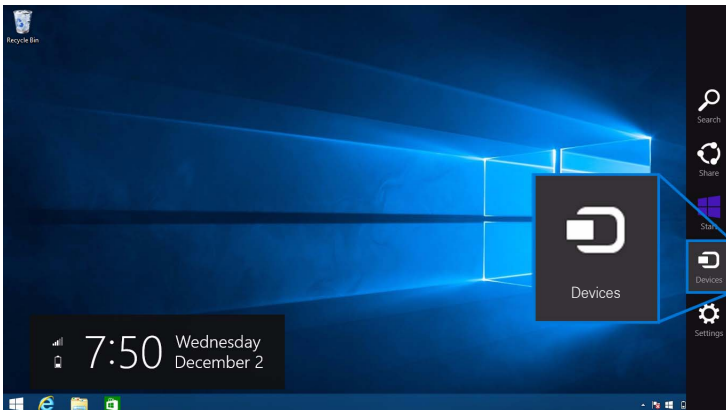 Recycle Bin
Search
Share
Start
Devices
Devices
Settings
7:50
Wednesday
December 2